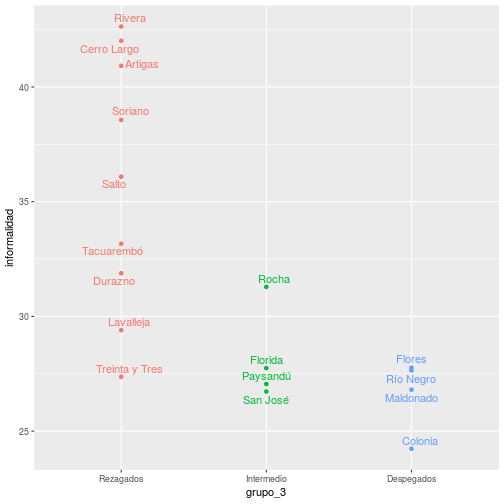 Rivera
Cerro Largo
Artigas
Soriano
Salto
Tacuarembó
Durazno
Lavalleja
Treinta y Tres
Rocha
Florida
Paysandú
San José
Flores
Río Negro
Maldonado
Colonia
40
35
30
25
informalidad
Rezagados
Intermedio
Despegados
grupo_3